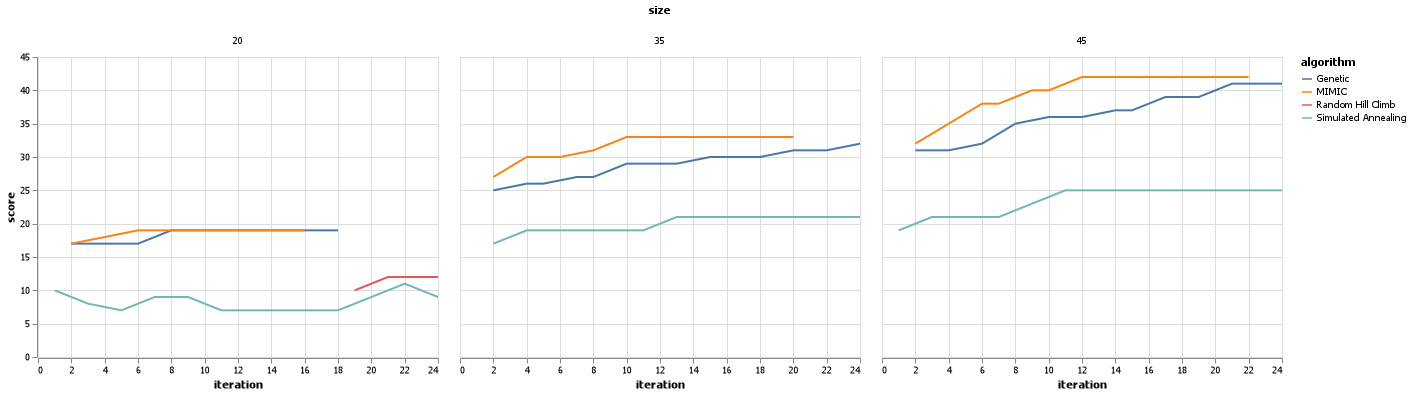 size
20 35 45
score
45
40
35
30
25
20
15
10
5
0
0 2 4 6 8 10 12 14 16 18 20 22 24
iteration
0 2 4 6 8 10 12 14 16 18 20 22 24
iteration
0 2 4 6 8 10 12 14 16 18 20 22 24
iteration
algorithm
Genetic
MIMIC
Random Hill Climb
Simulated Annealing